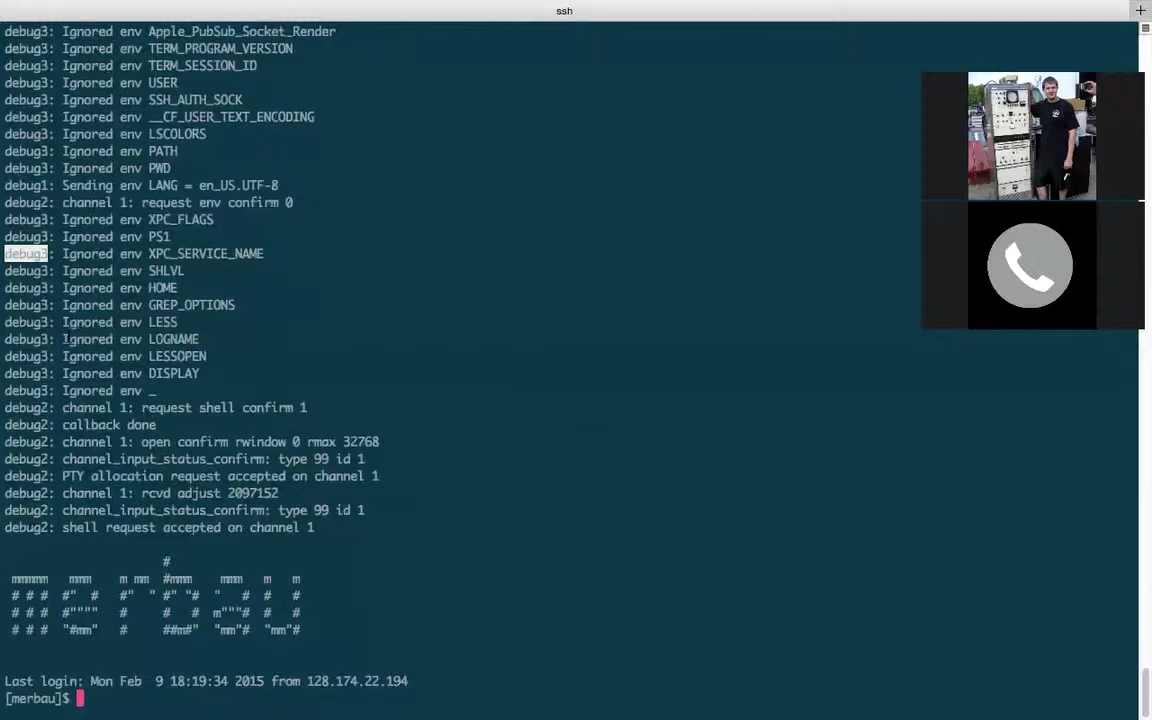 ssh
debug3: Ignored env Apple_PubSub_Socket_Render
debug3: Ignored env TERM_PROGRAM_VERSION
debug3: Ignored env TERM_SESSION_ID
debug3: Ignored env USER
debug3: Ignored env SSH_AUTH_SOCK
debug3: Ignored env __CF_USER_TEXT_ENCODING
debug3: Ignored env LSCOLORS
debug3: Ignored env PATH
debug3: Ignored env PWD
debug1: Sending env LANG = en_US.UTF-8
debug2: channel 1: request env confirm 0
debug3: Ignored env XPC_FLAGS
debug3: Ignored env PS1
debug3: Ignored env XPC_SERVICE_NAME
debug3: Ignored env SHLVL
debug3: Ignored env HOME
debug3: Ignored env GREP_OPTIONS
debug3: Ignored env LESS
debug3: Ignored env LOGNAME
debug3: Ignored env LESSOPEN
debug3: Ignored env DISPLAY
debug3: Ignored env _
debug2: channel 1: request shell confirm 1
debug2: callback done
debug2: channel 1: open confirm rwindow 0 rmax 32768
debug2: channel_input_status_confirm: type 99 id 1
debug2: PTY allocation request accepted on channel 1
debug2: channel 1: rcvd adjust 2097152
debug2: channel_input_status_confirm: type 99 id 1
debug2: shell request accepted on channel 1
                      #
 mmmmm   mmm    m mm  #mmm    mmm   m   m
 # # #  #"  #   #"  " #" "#  "   #  #   #
 # # #  #""""   #     #   #  m"""#  #   #
 # # #  "#mm"   #     ##m#"  "mm"#  "mm"#
Last login: Mon Feb  9 18:19:34 2015 from 128.174.22.194
[merbau]$